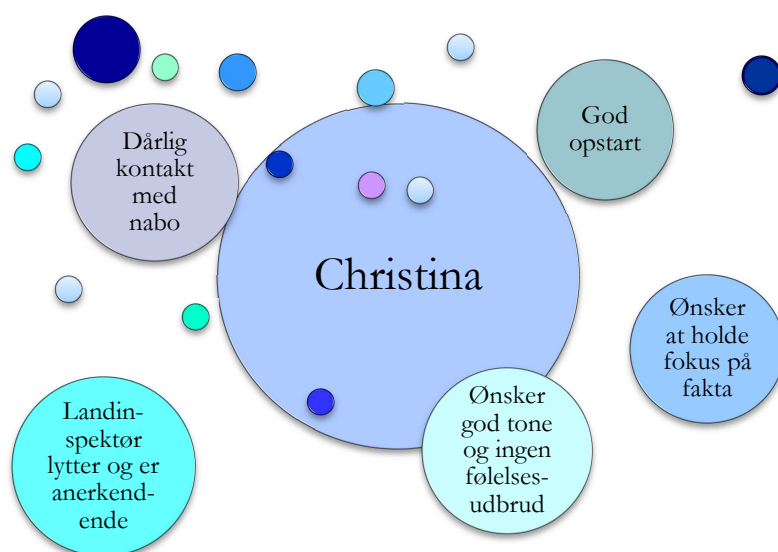 Dårlig
kontakt
med
nabo
God
opstart
Christina
Ønsker
at holde
fokus på
fakta
Landin-
spektør
lytter og er
anerkend-
ende
Ønsker
god tone
og ingen
følelses-
udbrud